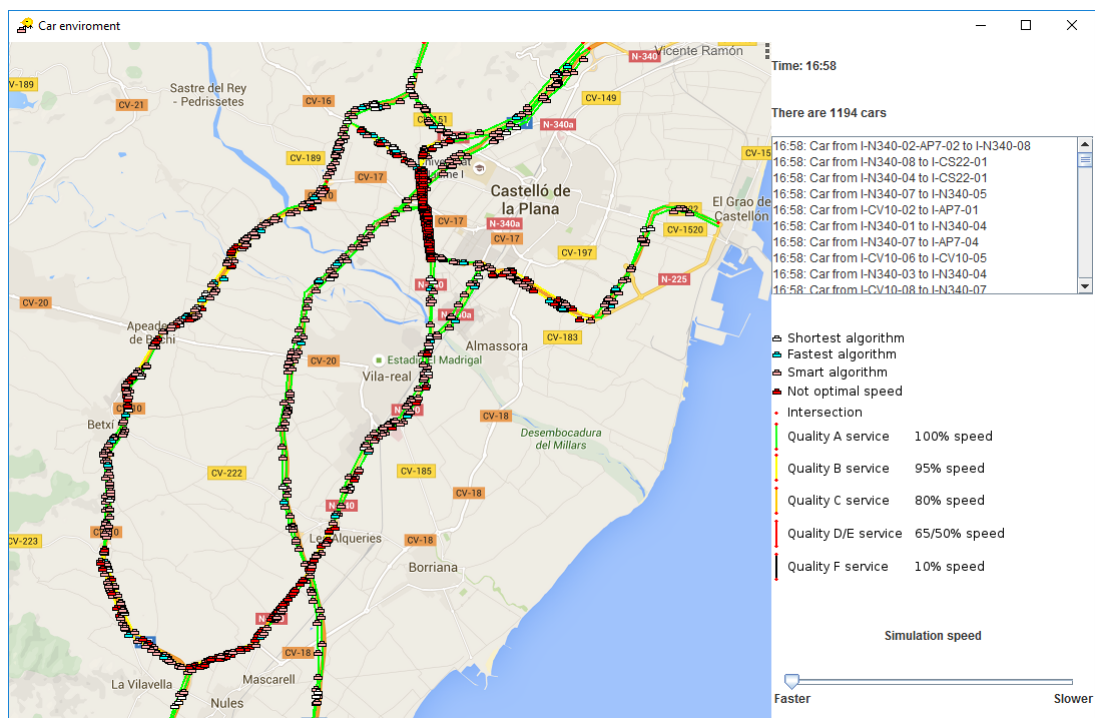 Car enviroment
Time: 16:58
There are 1194 cars
16:58: Car from I-N340-02-AP7-02 to I-N340-08
16:58: Car from I-N340-08 to I-CS22-01
16:58: Car from I-N340-04 to I-CS22-01
16:58: Car from I-N340-07 to I-N340-05
16:58: Car from I-CV10-02 to I-AP7-01
16:58: Car from I-N340-01 to I-N340-04
16:58: Car from I-N340-07 to I-AP7-04
16:58: Car from I-CV10-06 to I-CV10-05
16:58: Car from I-N340-03 to I-N340-04
16:58: Car from I-CV10-08 to I-N340-07
Shortest algorithm
Fastest algorithm
Smart algorithm
Not optimal speed
Intersection
Quality A service 100% speed
Quality B service 95% speed
Quality C service 80% speed
Quality D/E service 65/50% speed
Quality F service 10% speed
Simulation speed
Faster Slower
Vicente Ramón
N-340
CV-189
Sastre del Rey
- Pedrissetes
CV-21
CV-16
CV-149
N-340a
CV-189
CV-17
Castelló de
la Plana
El Grao de
Castellón
CV-17
N-340a
CV-17
CV-1520
CV-197
N-225
CV-20
CV-183
Almassora
CV-20
Estadi El Madrigal
Vila-real
Betxí
CV-18
Desembocadura
del Millars
CV-222
CV-185
CV-18
CV-223
Les Alqueries
CV-18
Borriana
CV-18
La Vilavella
Mascarell
Nules